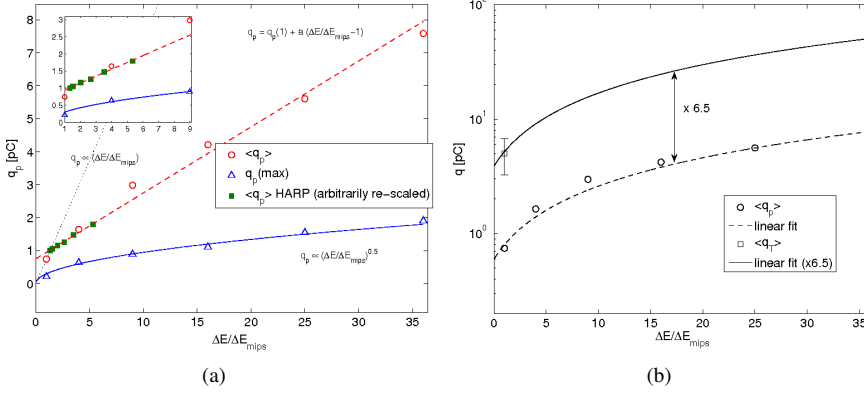 q_p = q_p(1) + a (ΔE/ΔE_mips −1)
q_p ∝ (ΔE/ΔE_mips)
<q_p>
q_p(max)
<q_p> HARP (arbitrarily re−scaled)
q_p ∝ (ΔE/ΔE_mips)^0.5
q_p [pC]
8
7
6
5
4
3
2
1
0
0 5 10 15 20 25 30 35
ΔE/ΔE_mips
3
2.5
2
1.5
1
0.5
0
1 2 3 4 5 6 7 8 9
(a)
q [pC]
10^2
10^1
10^0
x 6.5
<q_p>
linear fit
<q_T>
linear fit (x6.5)
0 5 10 15 20 25 30 35
ΔE/ΔE_mips
(b)